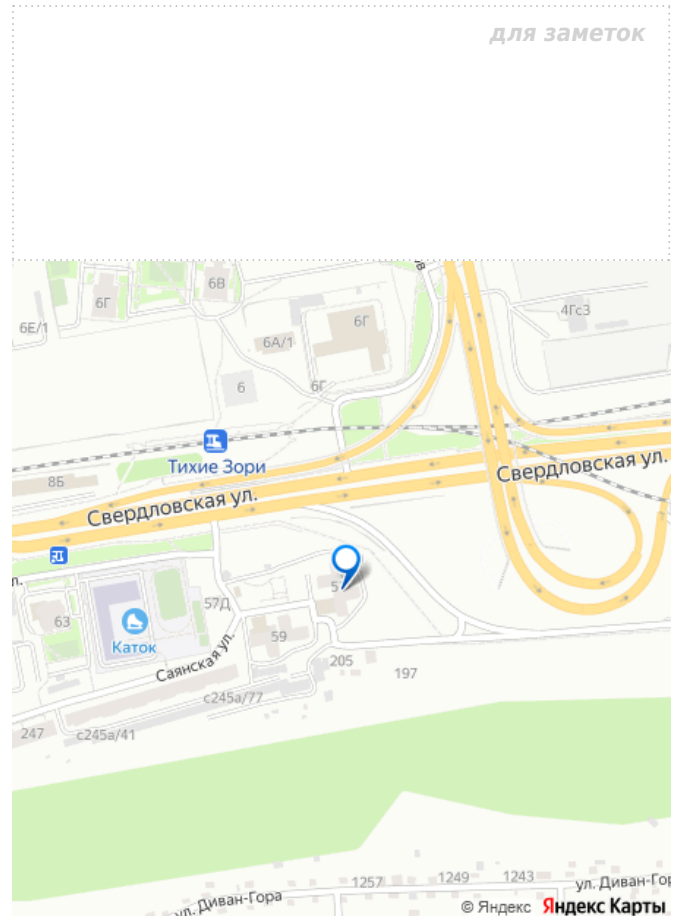 для заметок
6В
6Г
4Гс3
6Г
6Е/1
6А/1
6Г
6
Тихие Зори
Свердловская ул.
8Б
Свердловская ул.
57Д
63
Каток
59
Саянская ул.
205
197
с245а/77
247
с245а/41
1257
1249
1243
ул. Диван-Гора
ул. Диван-Гор
© Яндекс Яндекс Карты